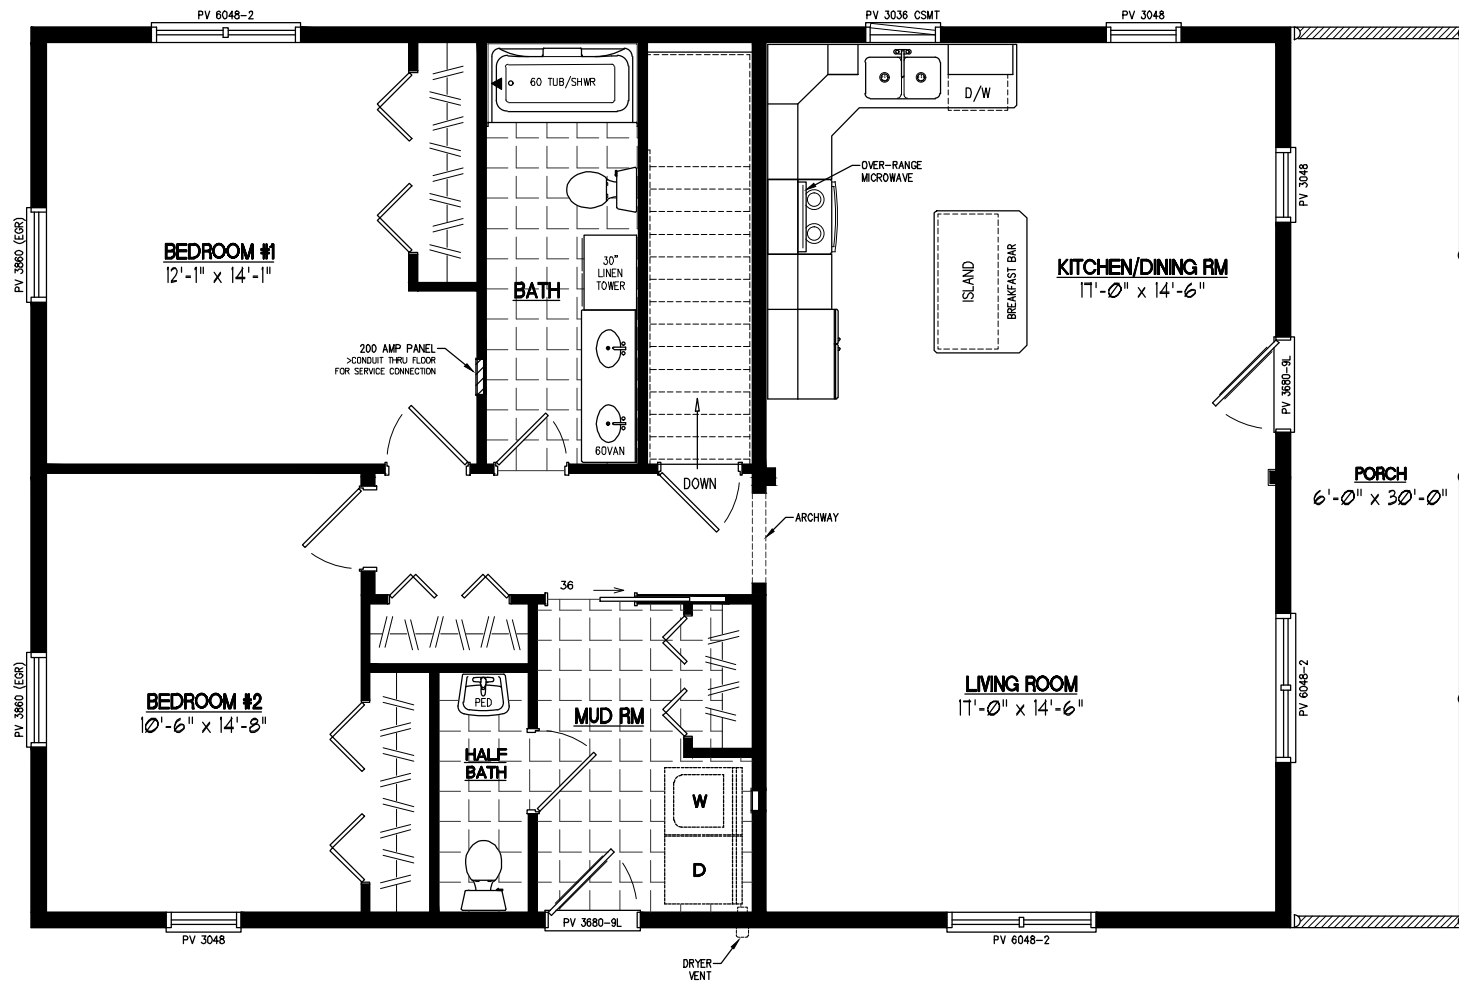 PV 6048-2
PV 3036 CSMT
PV 3048
60 TUB/SHWR
D/W
OVER-RANGE
MICROWAVE
PV 3048
PV 3860 (EGR)
BEDROOM #1
12'-1" x 14'-1"
30"
LINEN
TOWER
BATH
ISLAND
BREAKFAST BAR
KITCHEN/DINING RM
17'-0" x 14'-6"
200 AMP PANEL
>CONDUIT THRU FLOOR
FOR SERVICE CONNECTION
PV 3680-9L
60VAN
DOWN
PORCH
6'-0" x 30'-0"
ARCHWAY
36
PV 3860 (EGR)
BEDROOM #2
10'-6" x 14'-8"
PED
MUD RM
LIVING ROOM
17'-0" x 14'-6"
PV 6048-2
HALF
BATH
W
D
PV 3048
PV 3680-9L
PV 6048-2
DRYER
VENT